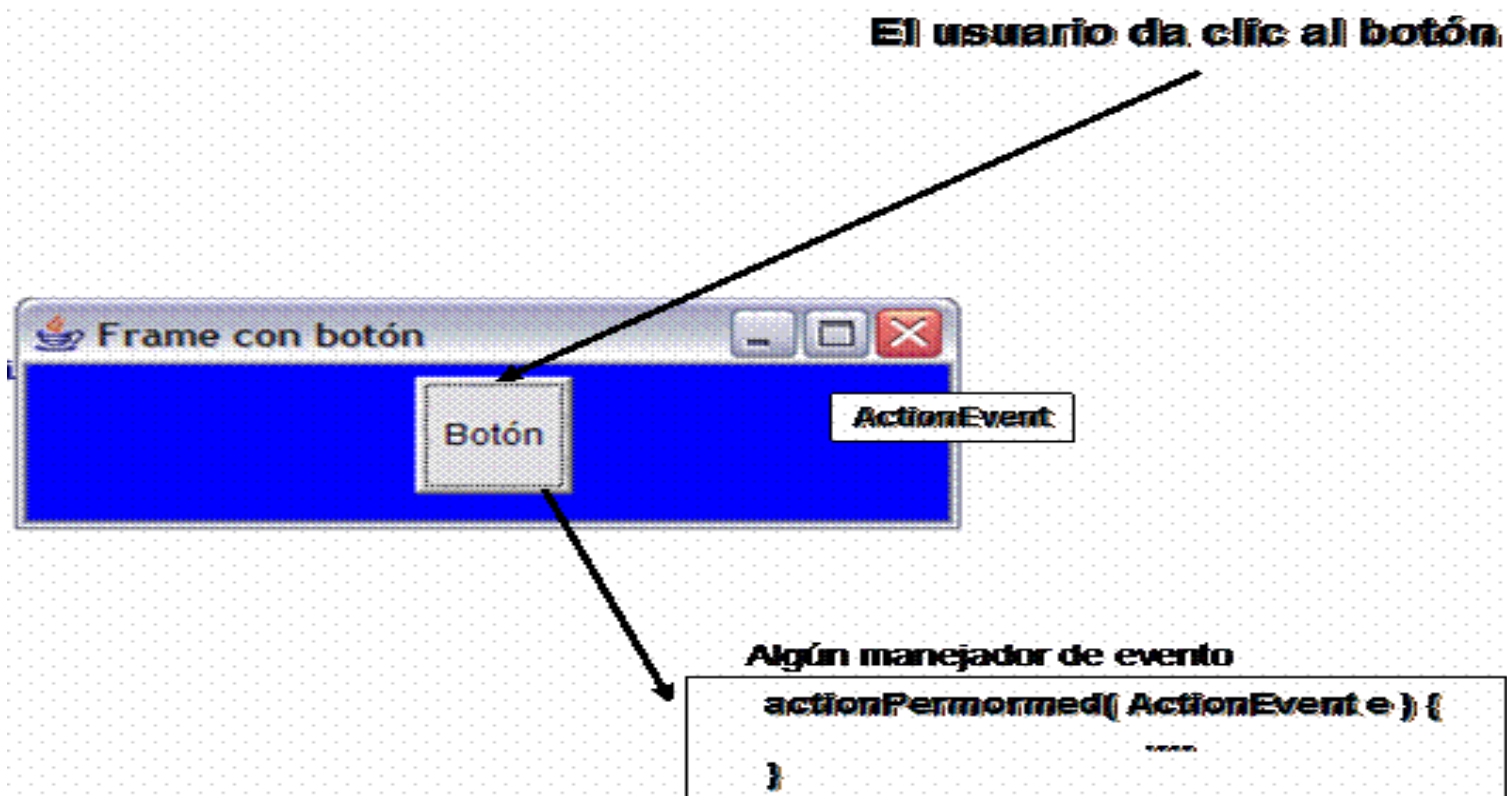 El usuario da clic al botón
Frame con botón
Botón
ActionEvent
Algún manejador de evento
actionPermormed( ActionEvent e ) {
....
}